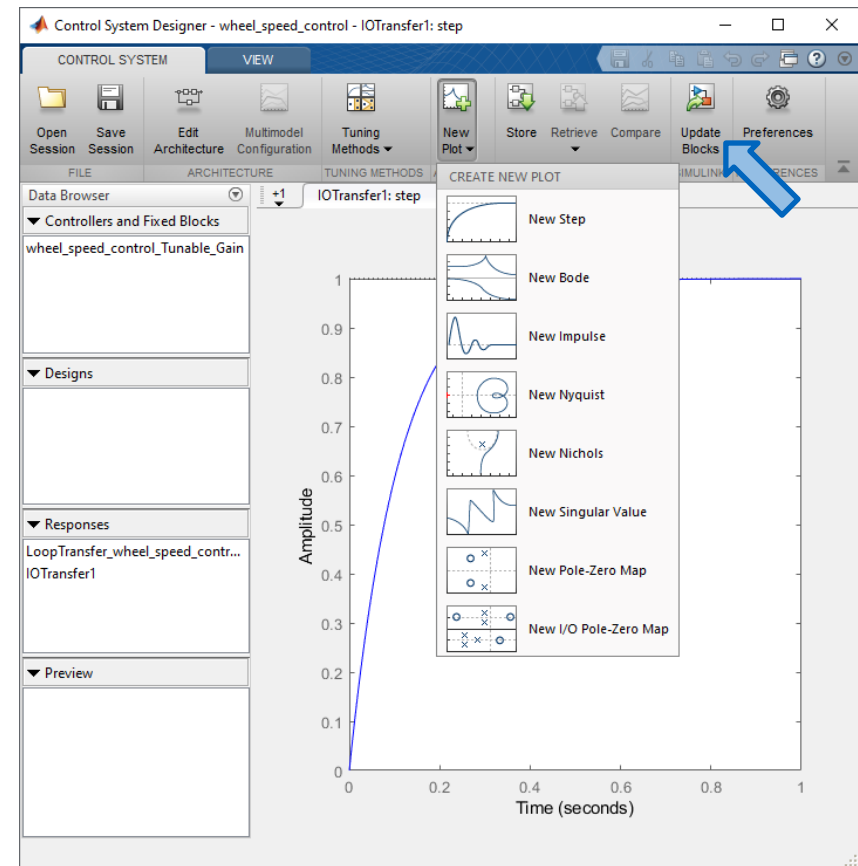 Control System Designer - wheel_speed_control - IOTransfer1: step
CONTROL SYSTEM
VIEW
Open Session
Save Session
Edit Architecture
Multimodel Configuration
Tuning Methods
New Plot
Store
Retrieve
Compare
Update Blocks
Preferences
FILE
ARCHITECTURE
TUNING METHODS
SIMULINK
Data Browser
+1
IOTransfer1: step
CREATE NEW PLOT
New Step
New Bode
New Impulse
New Nyquist
New Nichols
New Singular Value
New Pole-Zero Map
New I/O Pole-Zero Map
Controllers and Fixed Blocks
wheel_speed_control_Tunable_Gain
Designs
Responses
LoopTransfer_wheel_speed_contr...
IOTransfer1
Preview
Amplitude
1
0.9
0.8
0.7
0.6
0.5
0.4
0.3
0.2
0.1
0
0
0.2
0.4
0.6
0.8
1
Time (seconds)